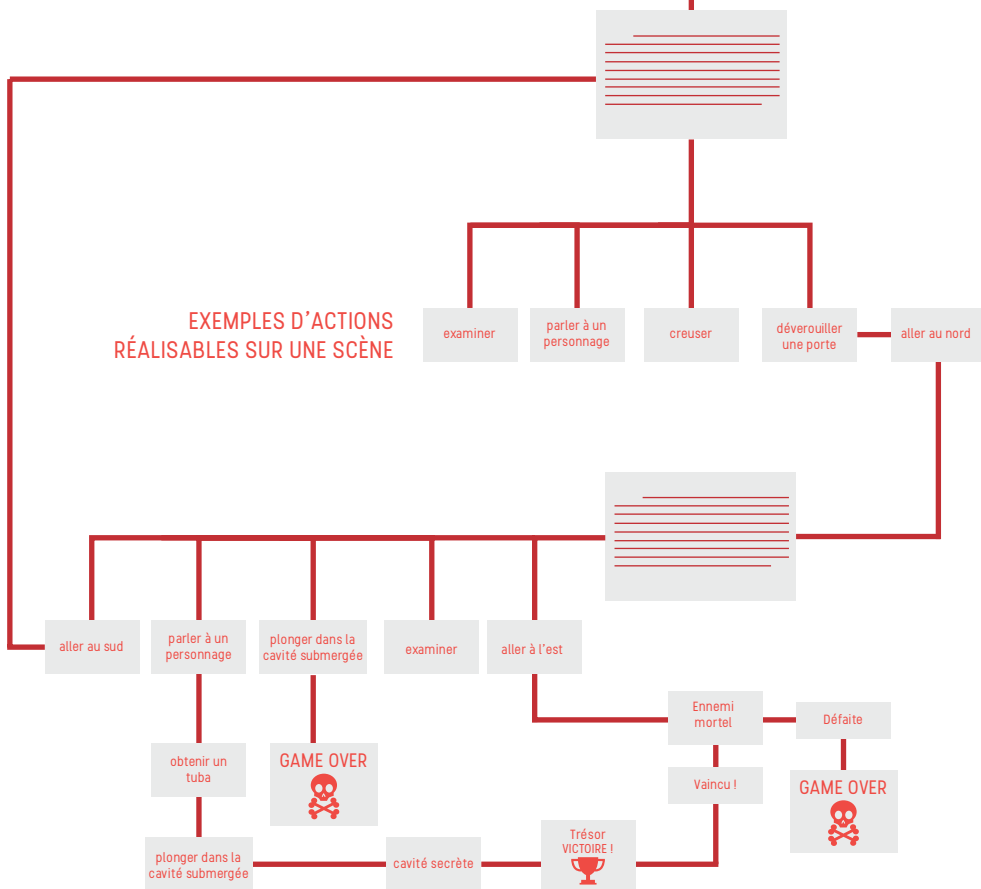 EXEMPLES D'ACTIONS
RÉALISABLES SUR UNE SCÈNE
examiner
parler à un
personnage
creuser
déverouiller
une porte
aller au nord
aller au sud
parler à un
personnage
plonger dans la
cavité submergée
examiner
aller à l'est
Ennemi
mortel
Défaite
obtenir un
tuba
GAME OVER
Vaincu !
GAME OVER
plonger dans la
cavité submergée
cavité secrète
Trésor
VICTOIRE !